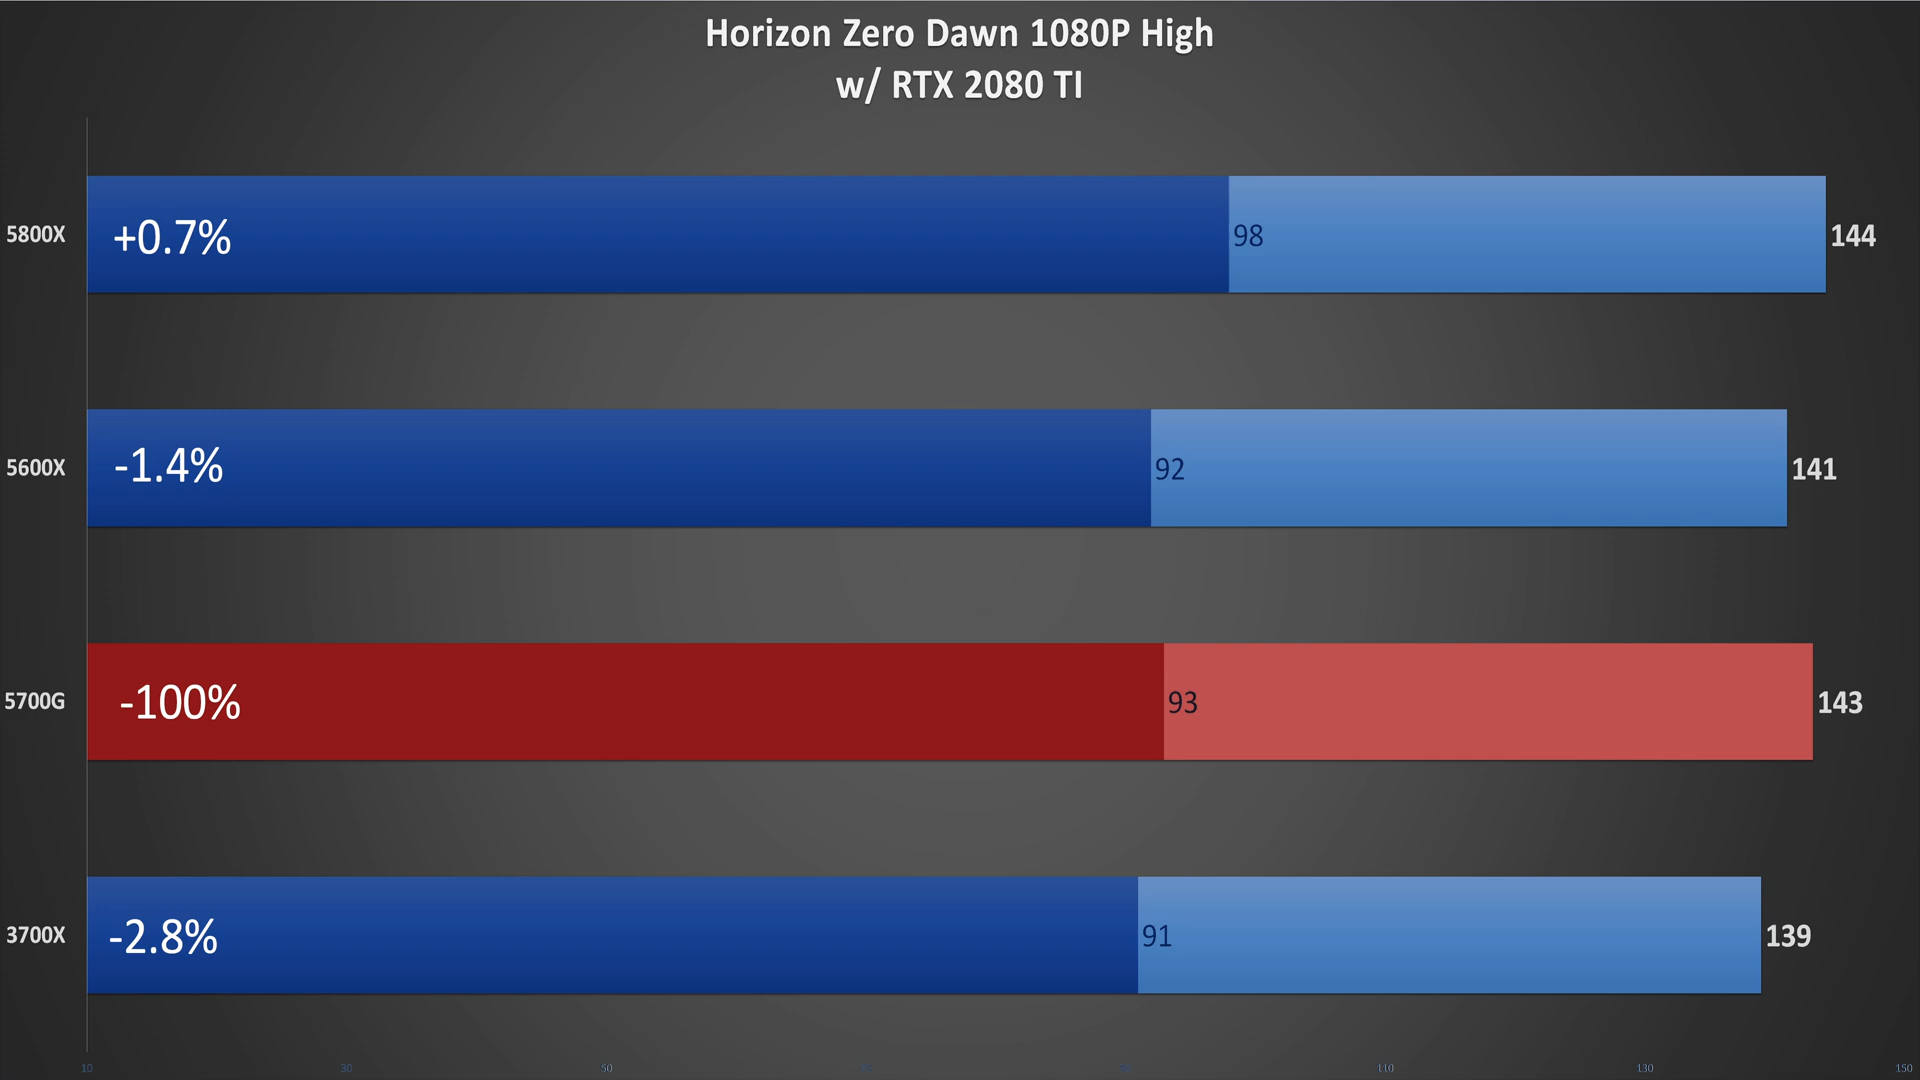 Horizon Zero Dawn 1080P High
w/ RTX 2080 TI
5800X +0.7% 98 144
5600X -1.4% 92 141
5700G -100% 93 143
3700X -2.8% 91 139
10 30 50 110 130 150